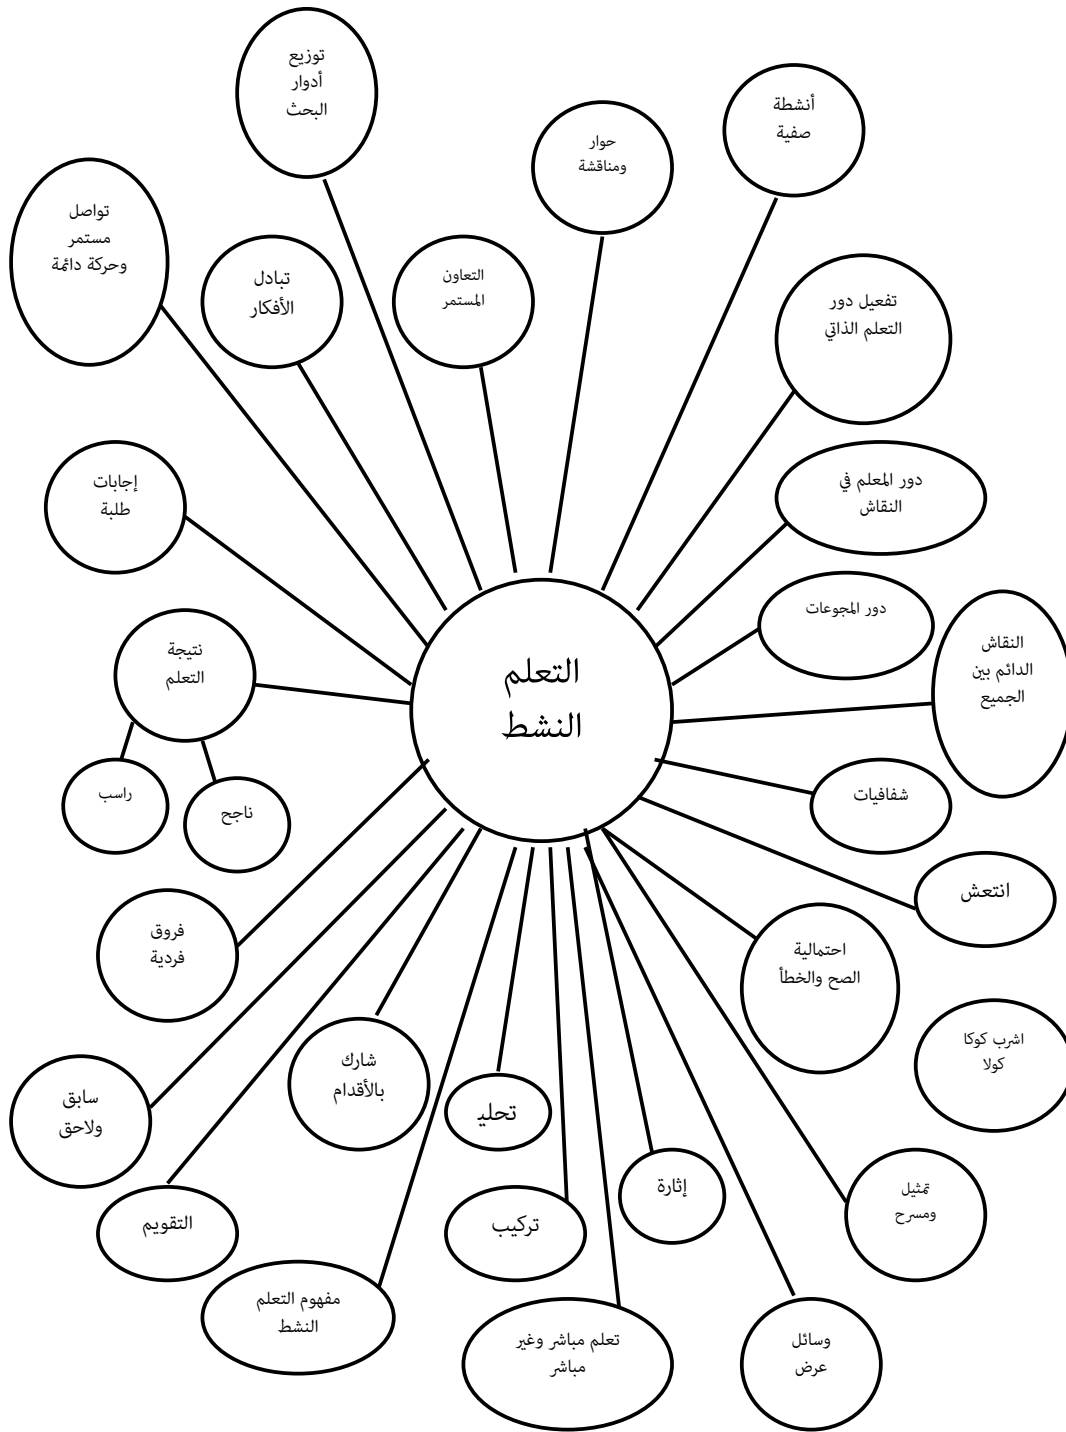 توزيع
أدوار
البحث
أنشطة
صفية
حوار
ومناقشة
تواصل
مستمر
وحركة دائمة
تبادل
الأفكار
التعاون
المستمر
تفعيل دور
التعلم الذاتي
إجابات
طلبة
دور المعلم في
النقاش
دور المجوعات
النقاش
الدائم بين
الجميع
نتيجة
التعلم
التعلم
النشط
راسب
ناجح
شفافيات
انتعش
فروق
فردية
احتمالية
الصح والخطأ
اشرب كوكا
كولا
شارك
بالأقدام
سابق
ولاحق
تحليـ
إثارة
تمثيل
ومسرح
التقويم
تركيب
مفهوم التعلم
النشط
تعلم مباشر وغير
مباشر
وسائل
عرض